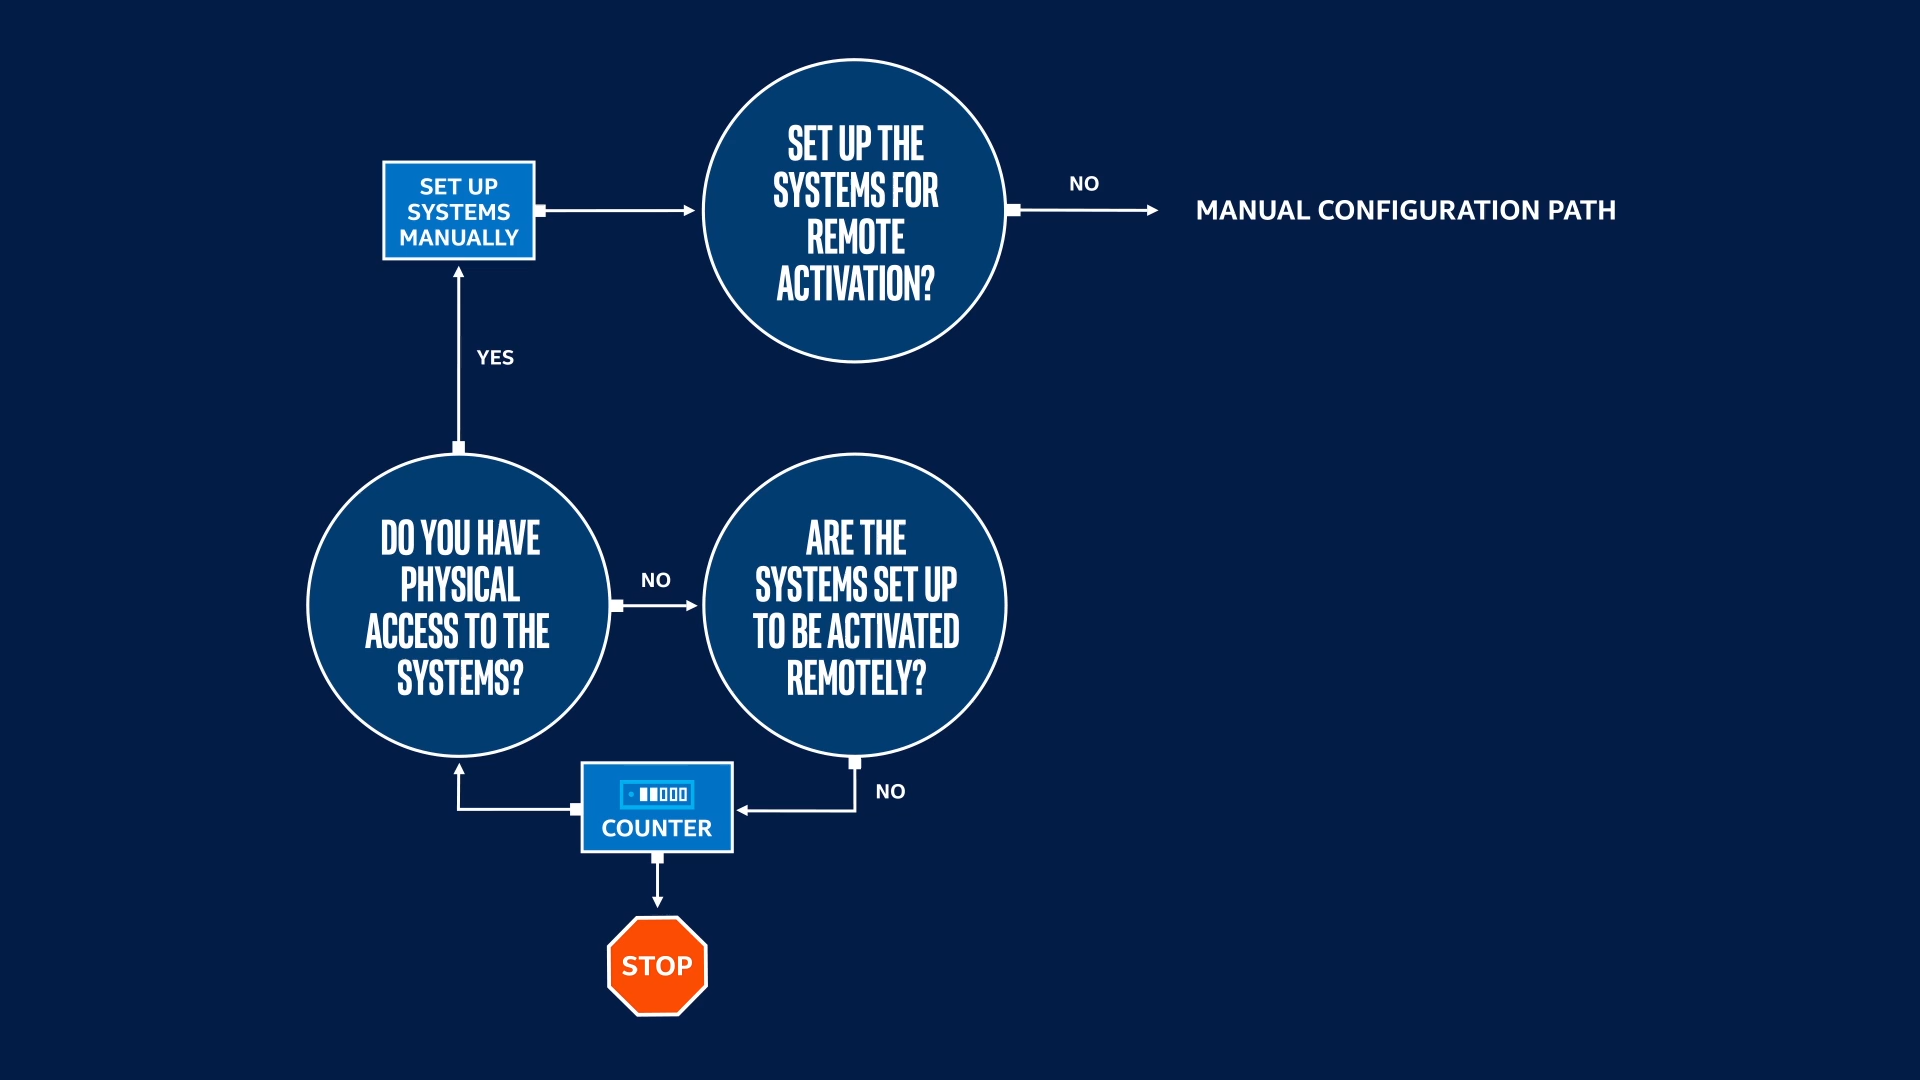 SET UP THE
SYSTEMS FOR
REMOTE
ACTIVATION?
SET UP
SYSTEMS
MANUALLY
NO
MANUAL CONFIGURATION PATH
YES
DO YOU HAVE
PHYSICAL
ACCESS TO THE
SYSTEMS?
NO
ARE THE
SYSTEMS SET UP
TO BE ACTIVATED
REMOTELY?
NO
COUNTER
STOP